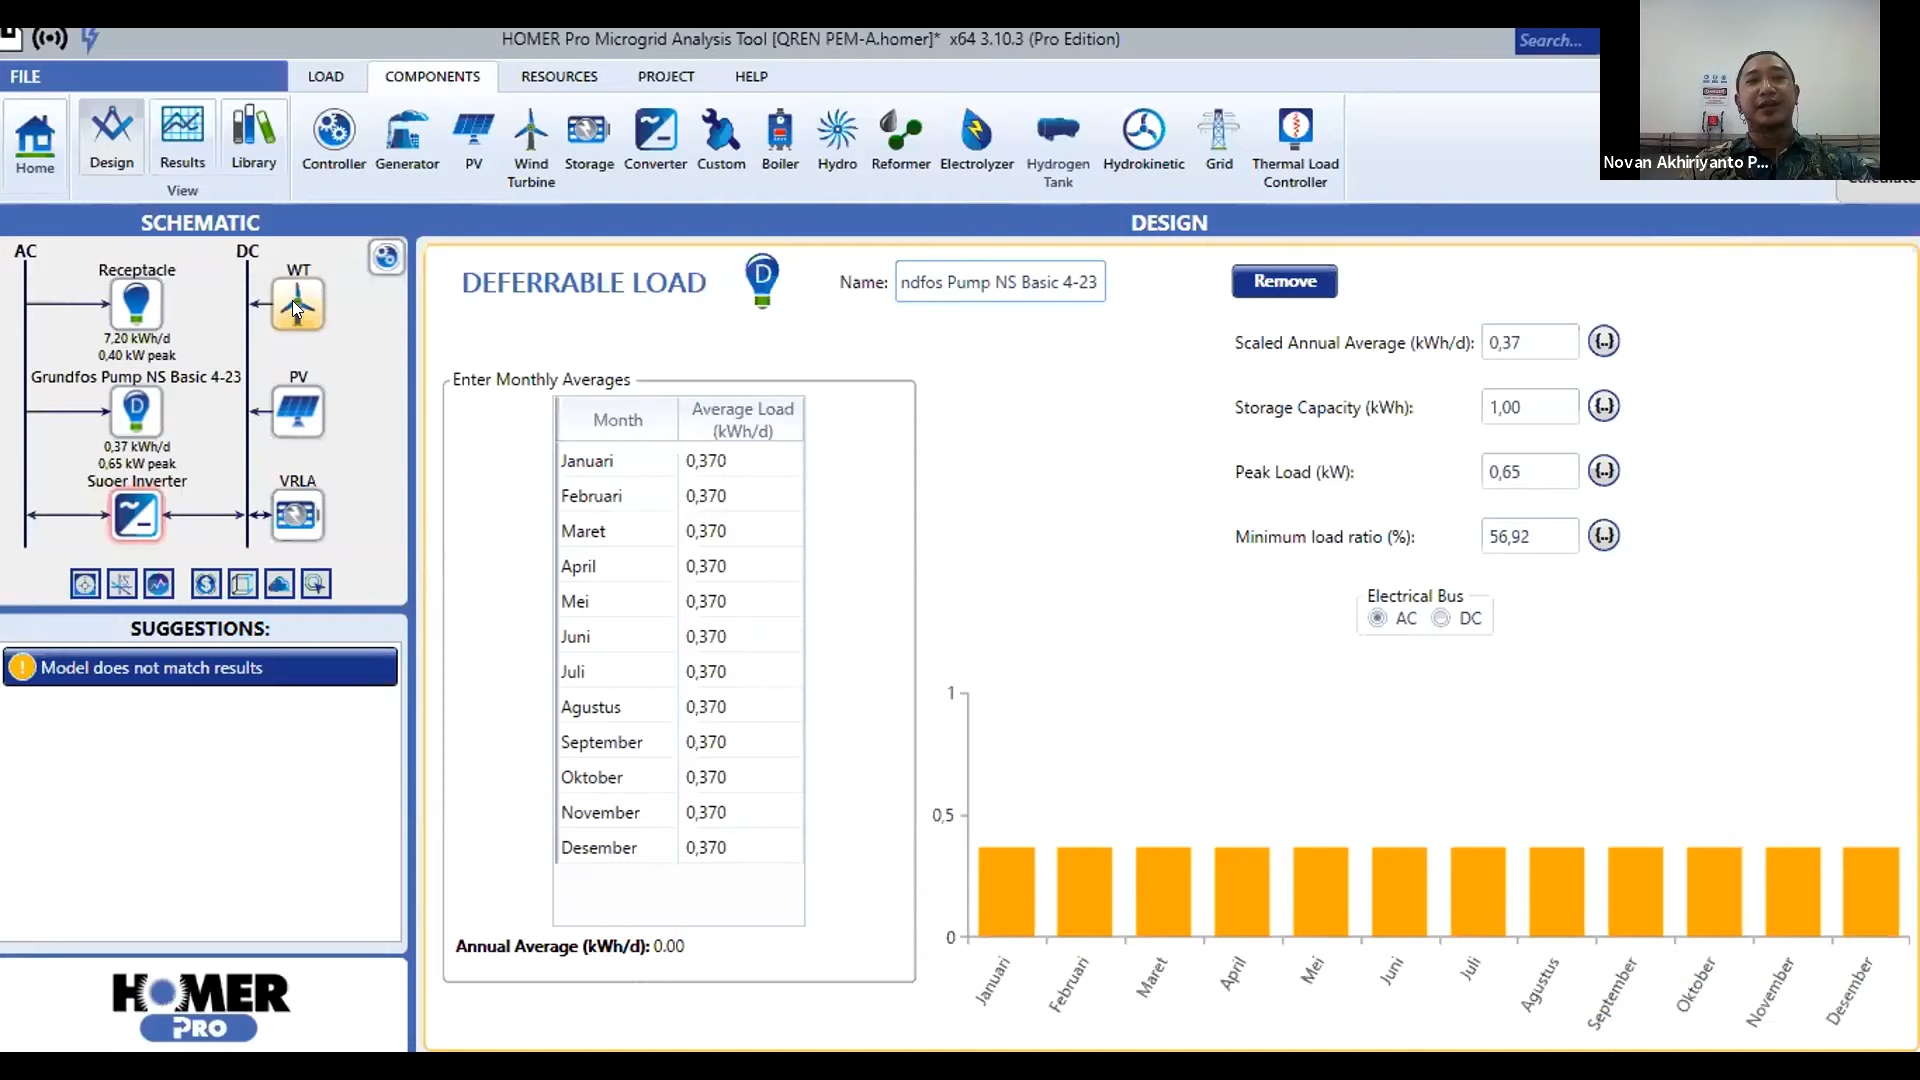 HOMER Pro Microgrid Analysis Tool [QREN PEM-A.homer]* x64 3.10.3 (Pro Edition)
Search...
FILE
LOAD
COMPONENTS
RESOURCES
PROJECT
HELP
Home
Design
Results
Library
View
Controller
Generator
PV
Wind Turbine
Storage
Converter
Custom
Boiler
Hydro
Reformer
Electrolyzer
Hydrogen Tank
Hydrokinetic
Grid
Thermal Load Controller
Novan Akhiriyanto P...
Calculate
SCHEMATIC
DESIGN
AC
DC
Receptacle
WT
7,20 kWh/d
0,40 kW peak
Grundfos Pump NS Basic 4-23
PV
D
0,37 kWh/d
0,65 kW peak
Suoer Inverter
VRLA
SUGGESTIONS:
! Model does not match results
HOMER
PRO
DEFERRABLE LOAD
D
Name: ndfos Pump NS Basic 4-23
Remove
Scaled Annual Average (kWh/d): 0,37 {..}
Storage Capacity (kWh): 1,00 {..}
Peak Load (kW): 0,65 {..}
Minimum load ratio (%): 56,92 {..}
Electrical Bus
AC DC
Enter Monthly Averages
Month Average Load (kWh/d)
Januari 0,370
Februari 0,370
Maret 0,370
April 0,370
Mei 0,370
Juni 0,370
Juli 0,370
Agustus 0,370
September 0,370
Oktober 0,370
November 0,370
Desember 0,370
Annual Average (kWh/d): 0.00
1
0,5
0
Januari
Februari
Maret
April
Mei
Juni
Juli
Agustus
September
Oktober
November
Desember